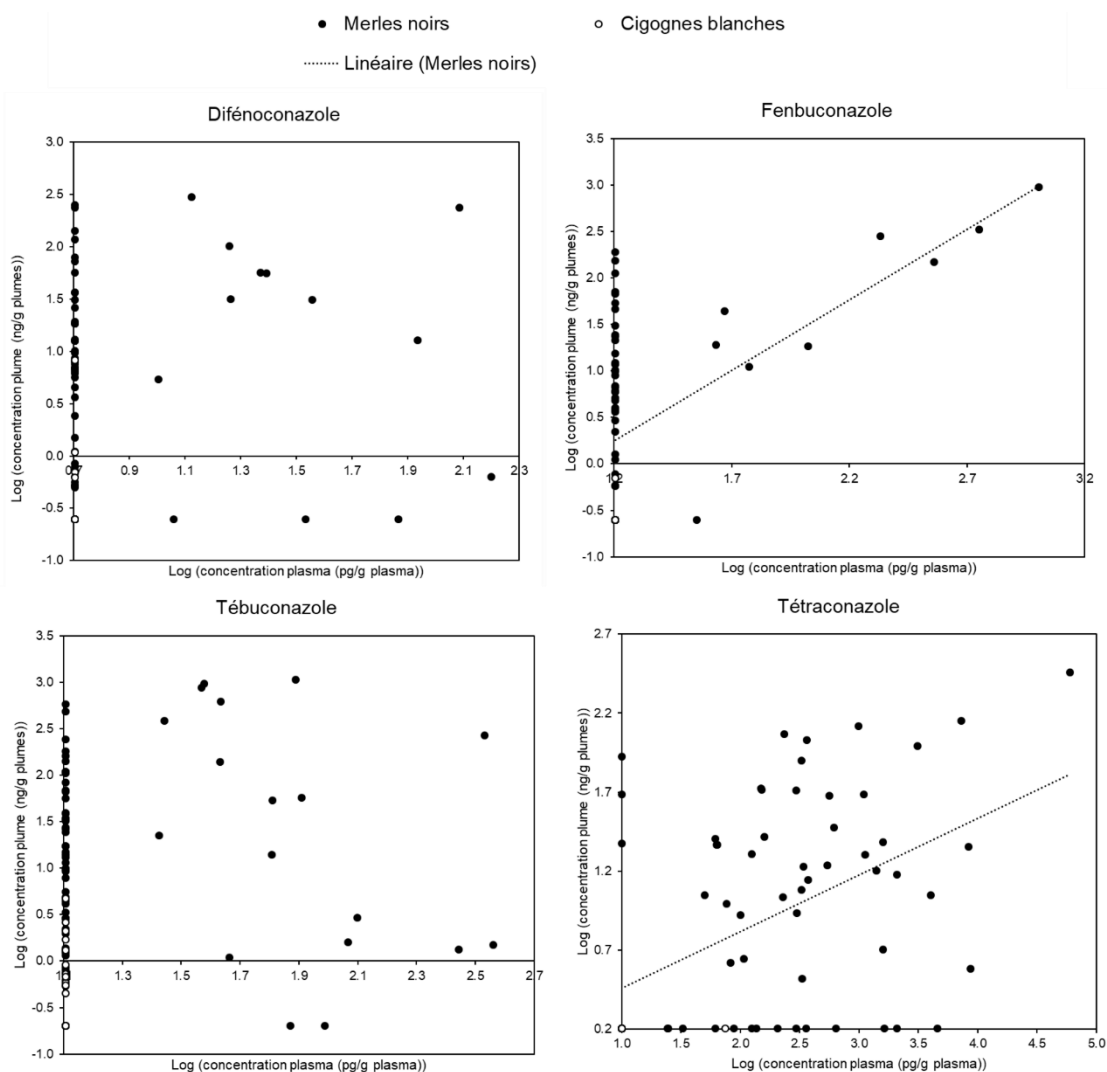 Merles noirs
Cigognes blanches
Linéaire (Merles noirs)
Difénoconazole
Log (concentration plume (ng/g plumes))
3.0
2.5
2.0
1.5
1.0
0.5
0.0
-0.5
-1.0
0.9 1.1 1.3 1.5 1.7 1.9 2.1 2.3
Log (concentration plasma (pg/g plasma))
Fenbuconazole
Log (concentration plume (ng/g plumes))
3.5
3.0
2.5
2.0
1.5
1.0
0.5
0.0
-0.5
-1.0
1.7 2.2 2.7 3.2
Log (concentration plasma (pg/g plasma))
Tébuconazole
Log (concentration plume (ng/g plumes))
3.5
3.0
2.5
2.0
1.5
1.0
0.5
0.0
-0.5
-1.0
1.3 1.5 1.7 1.9 2.1 2.3 2.5 2.7
Log (concentration plasma (pg/g plasma))
Tétraconazole
Log (concentration plume (ng/g plumes))
2.7
2.2
1.7
1.2
0.7
0.2
1.0 1.5 2.0 2.5 3.0 3.5 4.0 4.5 5.0
Log (concentration plasma (pg/g plasma))